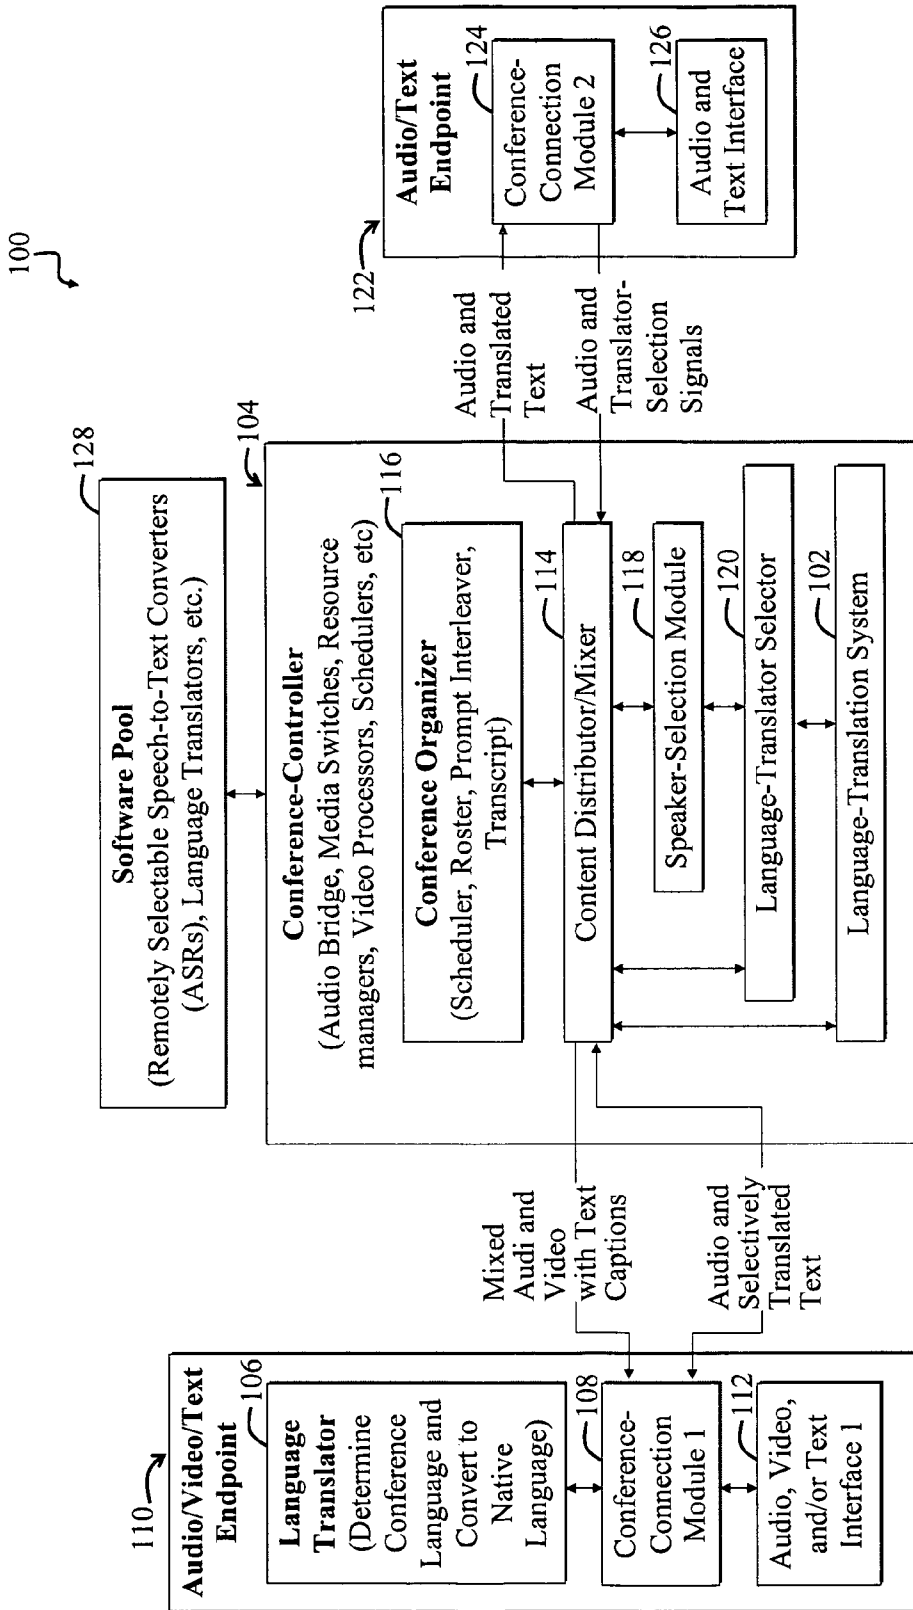 100
128
Software Pool
(Remotely Selectable Speech-to-Text Converters
(ASRs), Language Translators, etc.)
110
Audio/Video/Text
Endpoint
106
Language
Translator
(Determine
Conference
Language and
Convert to
Native
Language)
108
Conference-
Connection
Module 1
112
Audio, Video,
and/or Text
Interface 1
Mixed
Audi and
Video
with Text
Captions
Audio and
Selectively
Translated
Text
104
Conference-Controller
(Audio Bridge, Media Switches, Resource
managers, Video Processors, Schedulers, etc)
116
Conference Organizer
(Scheduler, Roster, Prompt Interleaver,
Transcript)
114
Content Distributor/Mixer
118
Speaker-Selection Module
120
Language-Translator Selector
102
Language-Translation System
Audio and
Translated
Text
Audio and
Translator-
Selection
Signals
122
Audio/Text
Endpoint
124
Conference-
Connection
Module 2
126
Audio and
Text Interface